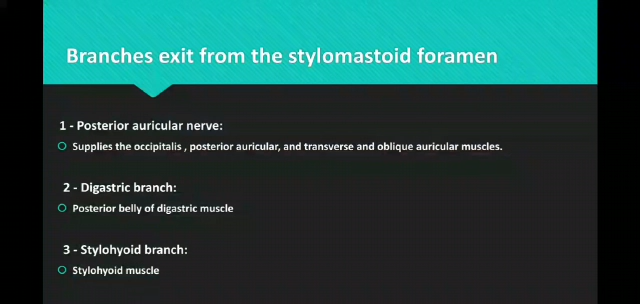 Branches exit from the stylomastoid foramen
1 - Posterior auricular nerve:
Supplies the occipitalis , posterior auricular, and transverse and oblique auricular muscles.
2 - Digastric branch:
Posterior belly of digastric muscle
3 - Stylohyoid branch:
Stylohyoid muscle